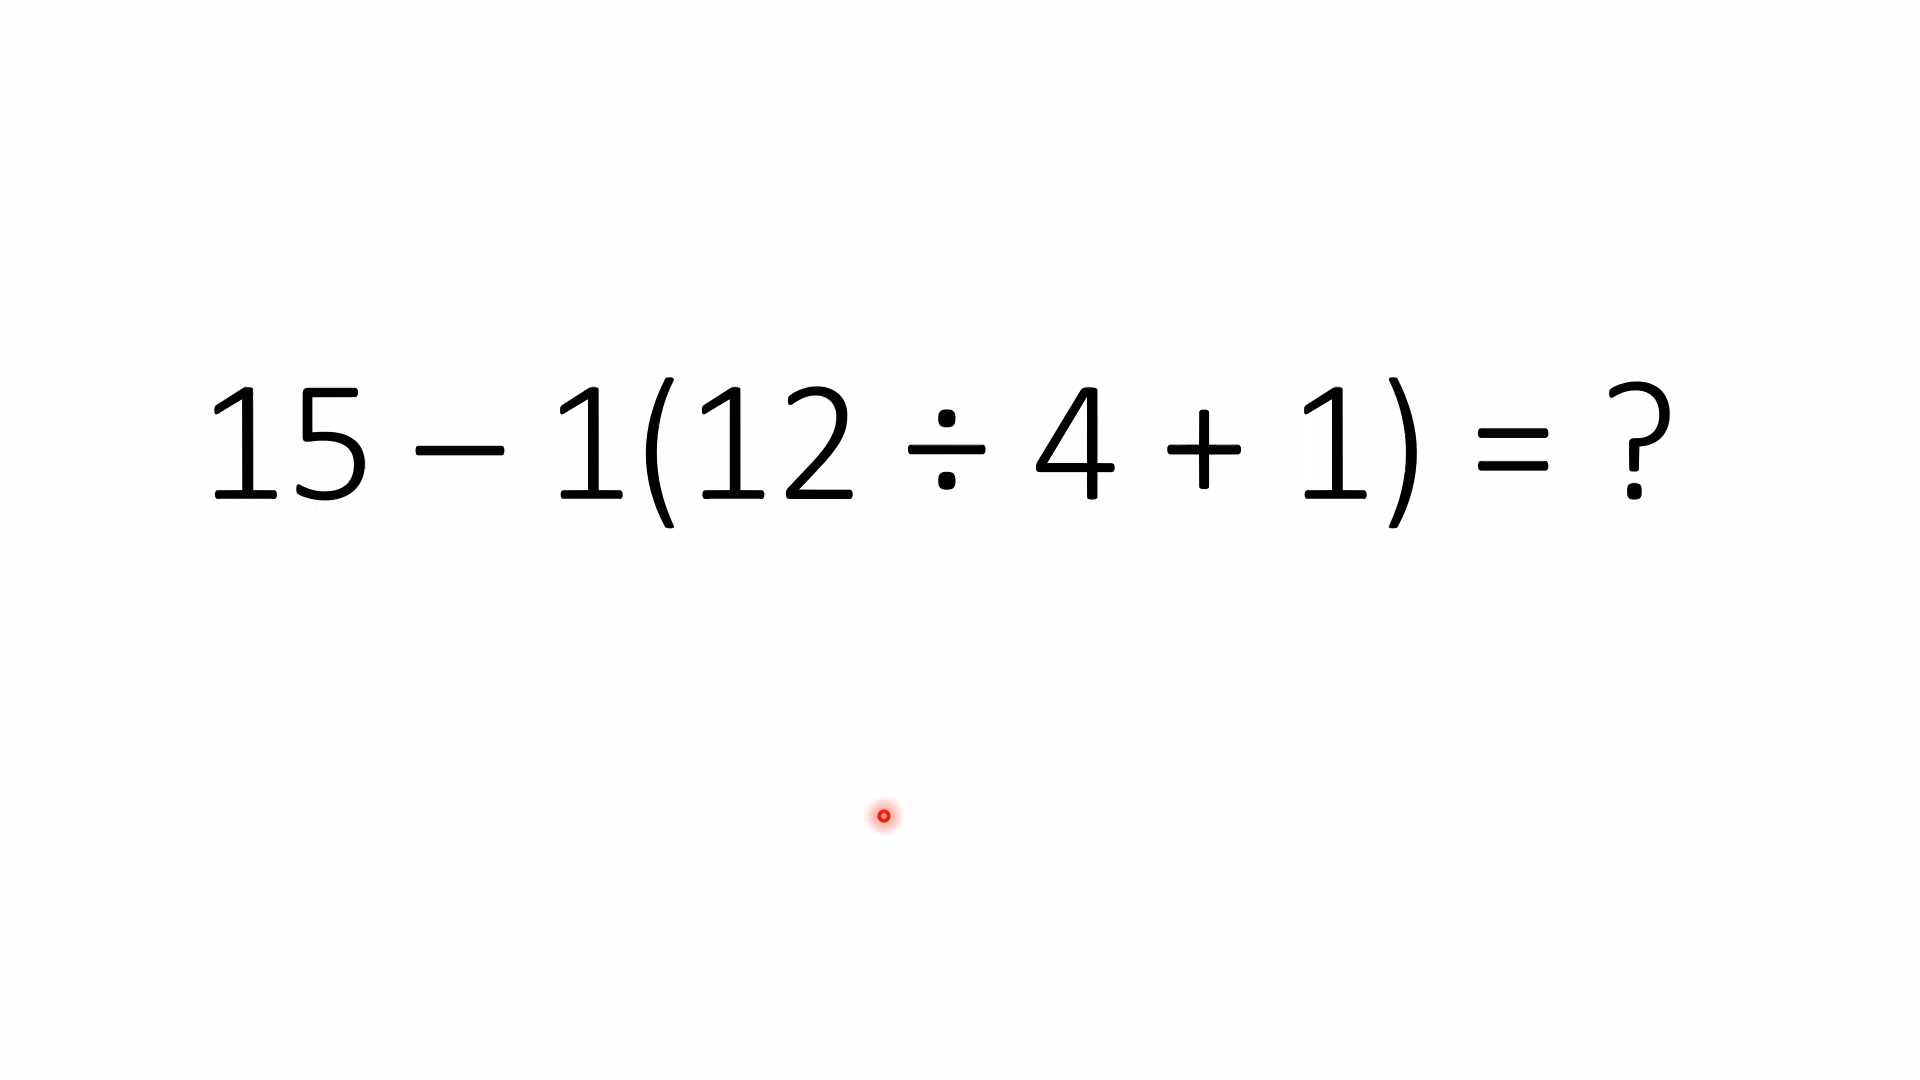 15 − 1(12 ÷ 4 + 1) = ?